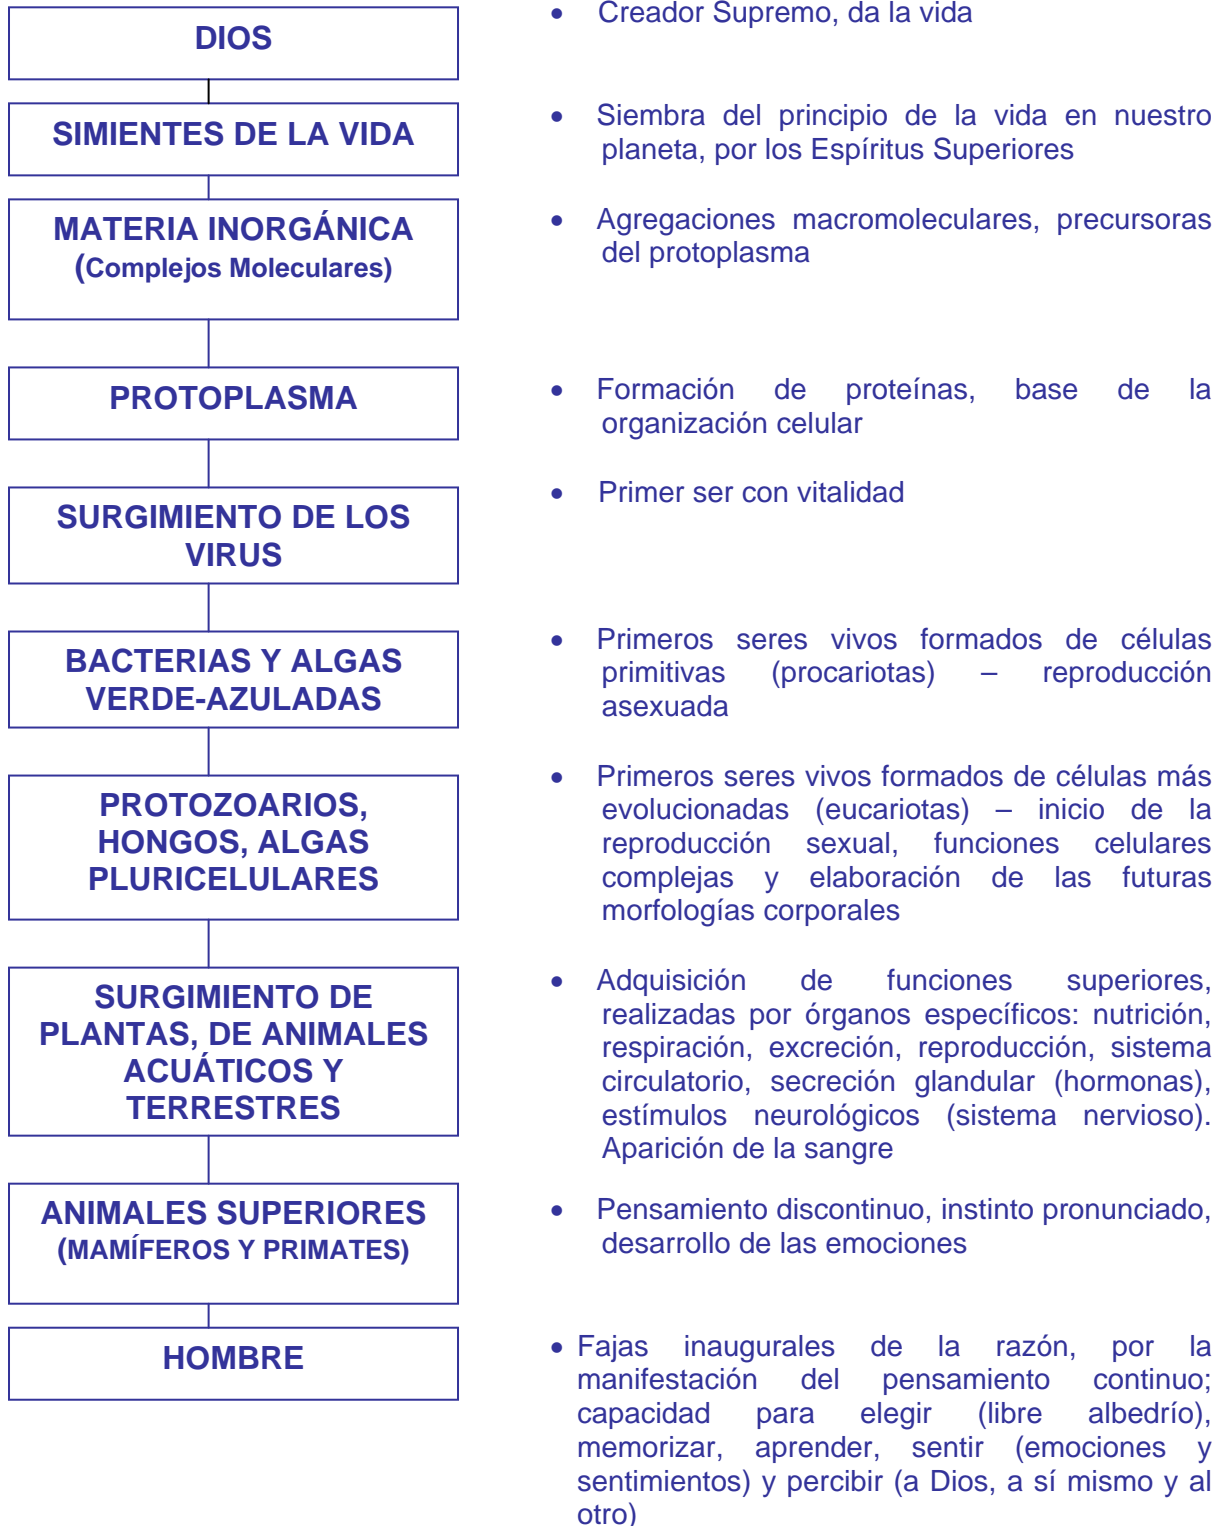 DIOS
• Creador Supremo, da la vida
SIMIENTES DE LA VIDA
• Siembra del principio de la vida en nuestro
planeta, por los Espíritus Superiores
MATERIA INORGÁNICA
(Complejos Moleculares)
• Agregaciones macromoleculares, precursoras
del protoplasma
PROTOPLASMA
• Formación de proteínas, base de la
organización celular
SURGIMIENTO DE LOS
VIRUS
• Primer ser con vitalidad
BACTERIAS Y ALGAS
VERDE-AZULADAS
• Primeros seres vivos formados de células
primitivas (procariotas) – reproducción
asexuada
PROTOZOARIOS,
HONGOS, ALGAS
PLURICELULARES
• Primeros seres vivos formados de células más
evolucionadas (eucariotas) – inicio de la
reproducción sexual, funciones celulares
complejas y elaboración de las futuras
morfologías corporales
SURGIMIENTO DE
PLANTAS, DE ANIMALES
ACUÁTICOS Y
TERRESTRES
• Adquisición de funciones superiores,
realizadas por órganos específicos: nutrición,
respiración, excreción, reproducción, sistema
circulatorio, secreción glandular (hormonas),
estímulos neurológicos (sistema nervioso).
Aparición de la sangre
ANIMALES SUPERIORES
(MAMÍFEROS Y PRIMATES)
• Pensamiento discontinuo, instinto pronunciado,
desarrollo de las emociones
HOMBRE
• Fajas inaugurales de la razón, por la
manifestación del pensamiento continuo;
capacidad para elegir (libre albedrío),
memorizar, aprender, sentir (emociones y
sentimientos) y percibir (a Dios, a sí mismo y al
otro)